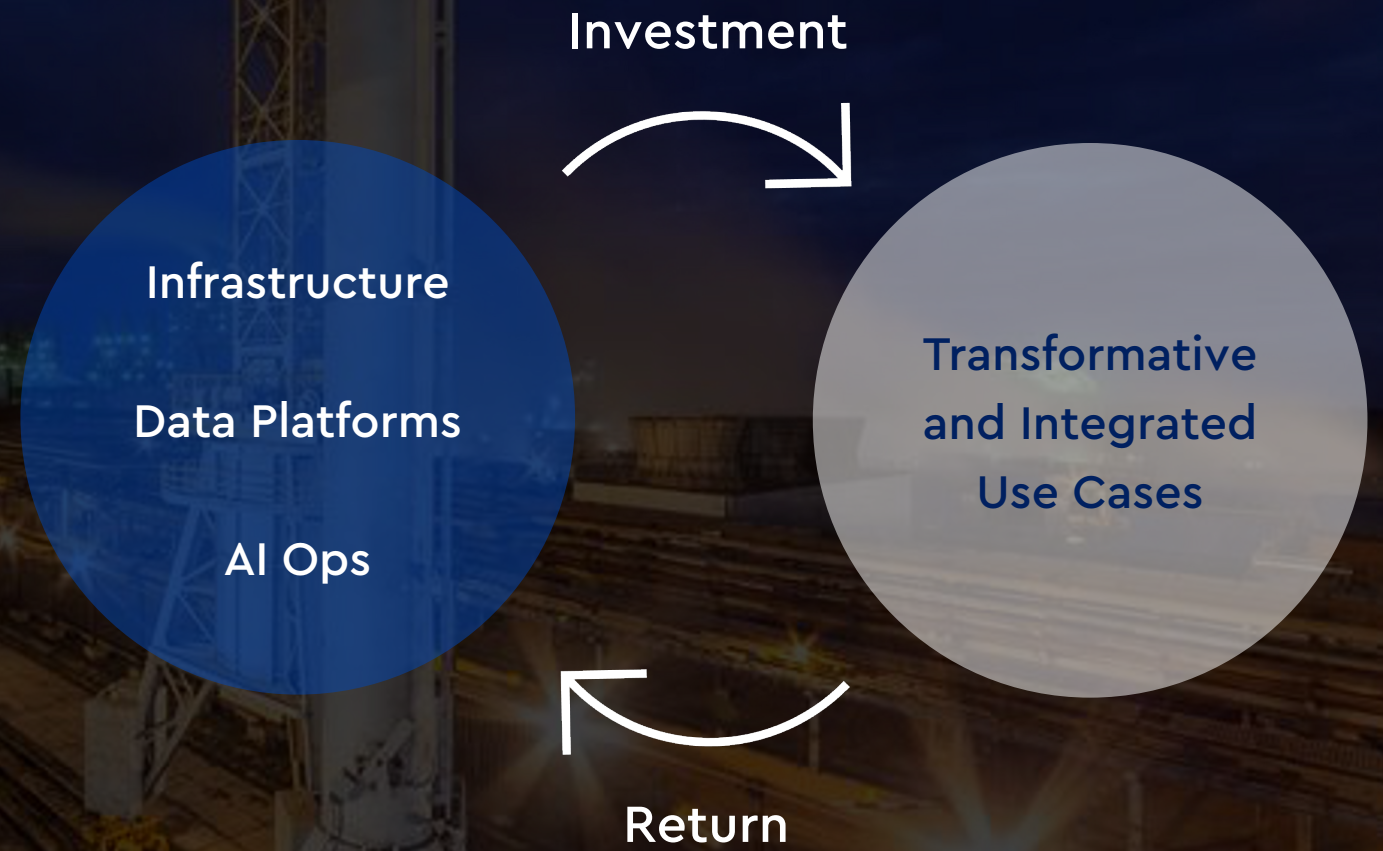 Investment
Infrastructure
Data Platforms
AI Ops
Transformative
and Integrated
Use Cases
Return